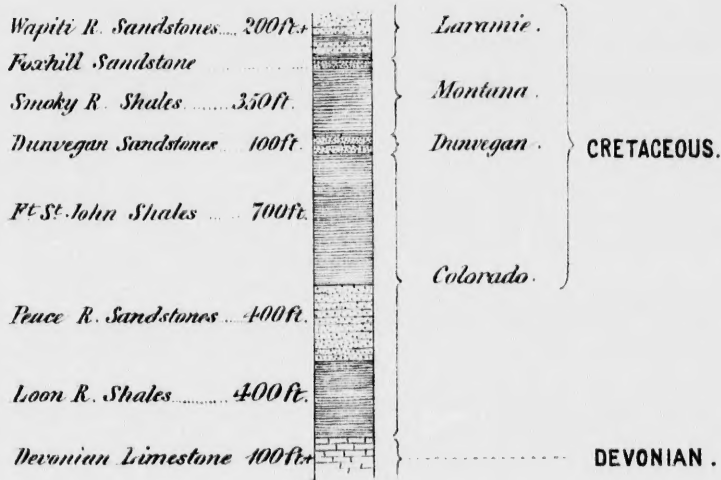 Wapiti R. Sandstones .... 200ft.+ Laramie.
Foxhill Sandstone ..........
Smoky R. Shales ........ 350ft. Montana.
Dunvegan Sandstones 100ft. Dunvegan. CRETACEOUS.
Ft St. John Shales ..... 700ft.
Colorado.
Peace R. Sandstones ... 400ft.
Loon R. Shales ......... 400ft.
Devonian Limestone 100ft+ .......... DEVONIAN.